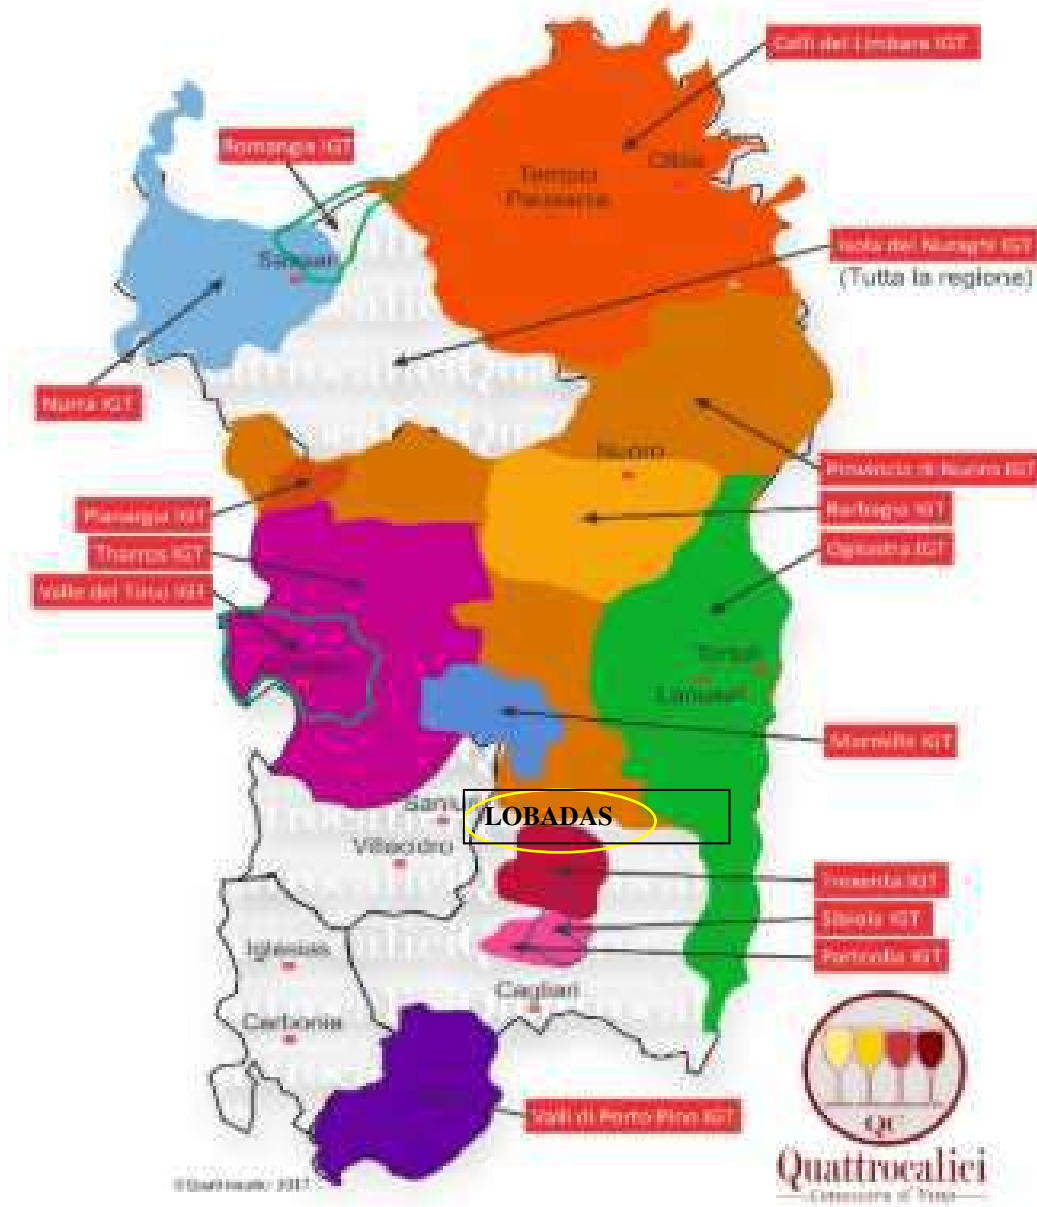 Colli del Limbara IGT
Romangia IGT
Olbia
Tempio
Pausania
Isola dei Nuraghi IGT
(Tutta la regione)
Sassari
Nurra IGT
Nuoro
Provincia di Nuoro IGT
Planargia IGT
Barbagia IGT
Tharros IGT
Ogliastra IGT
Valle del Tirso IGT
Tortolì
Lanusei
Marmilla IGT
Sanlu
LOBADAS
Villacidro
Trexenta IGT
Sibiola IGT
Parteolla IGT
Iglesias
Cagliari
Carbonia
Valli di Porto Pino IGT
QC
Quattrocalici
Conoscere il Vino
©Quattrocalici 2017